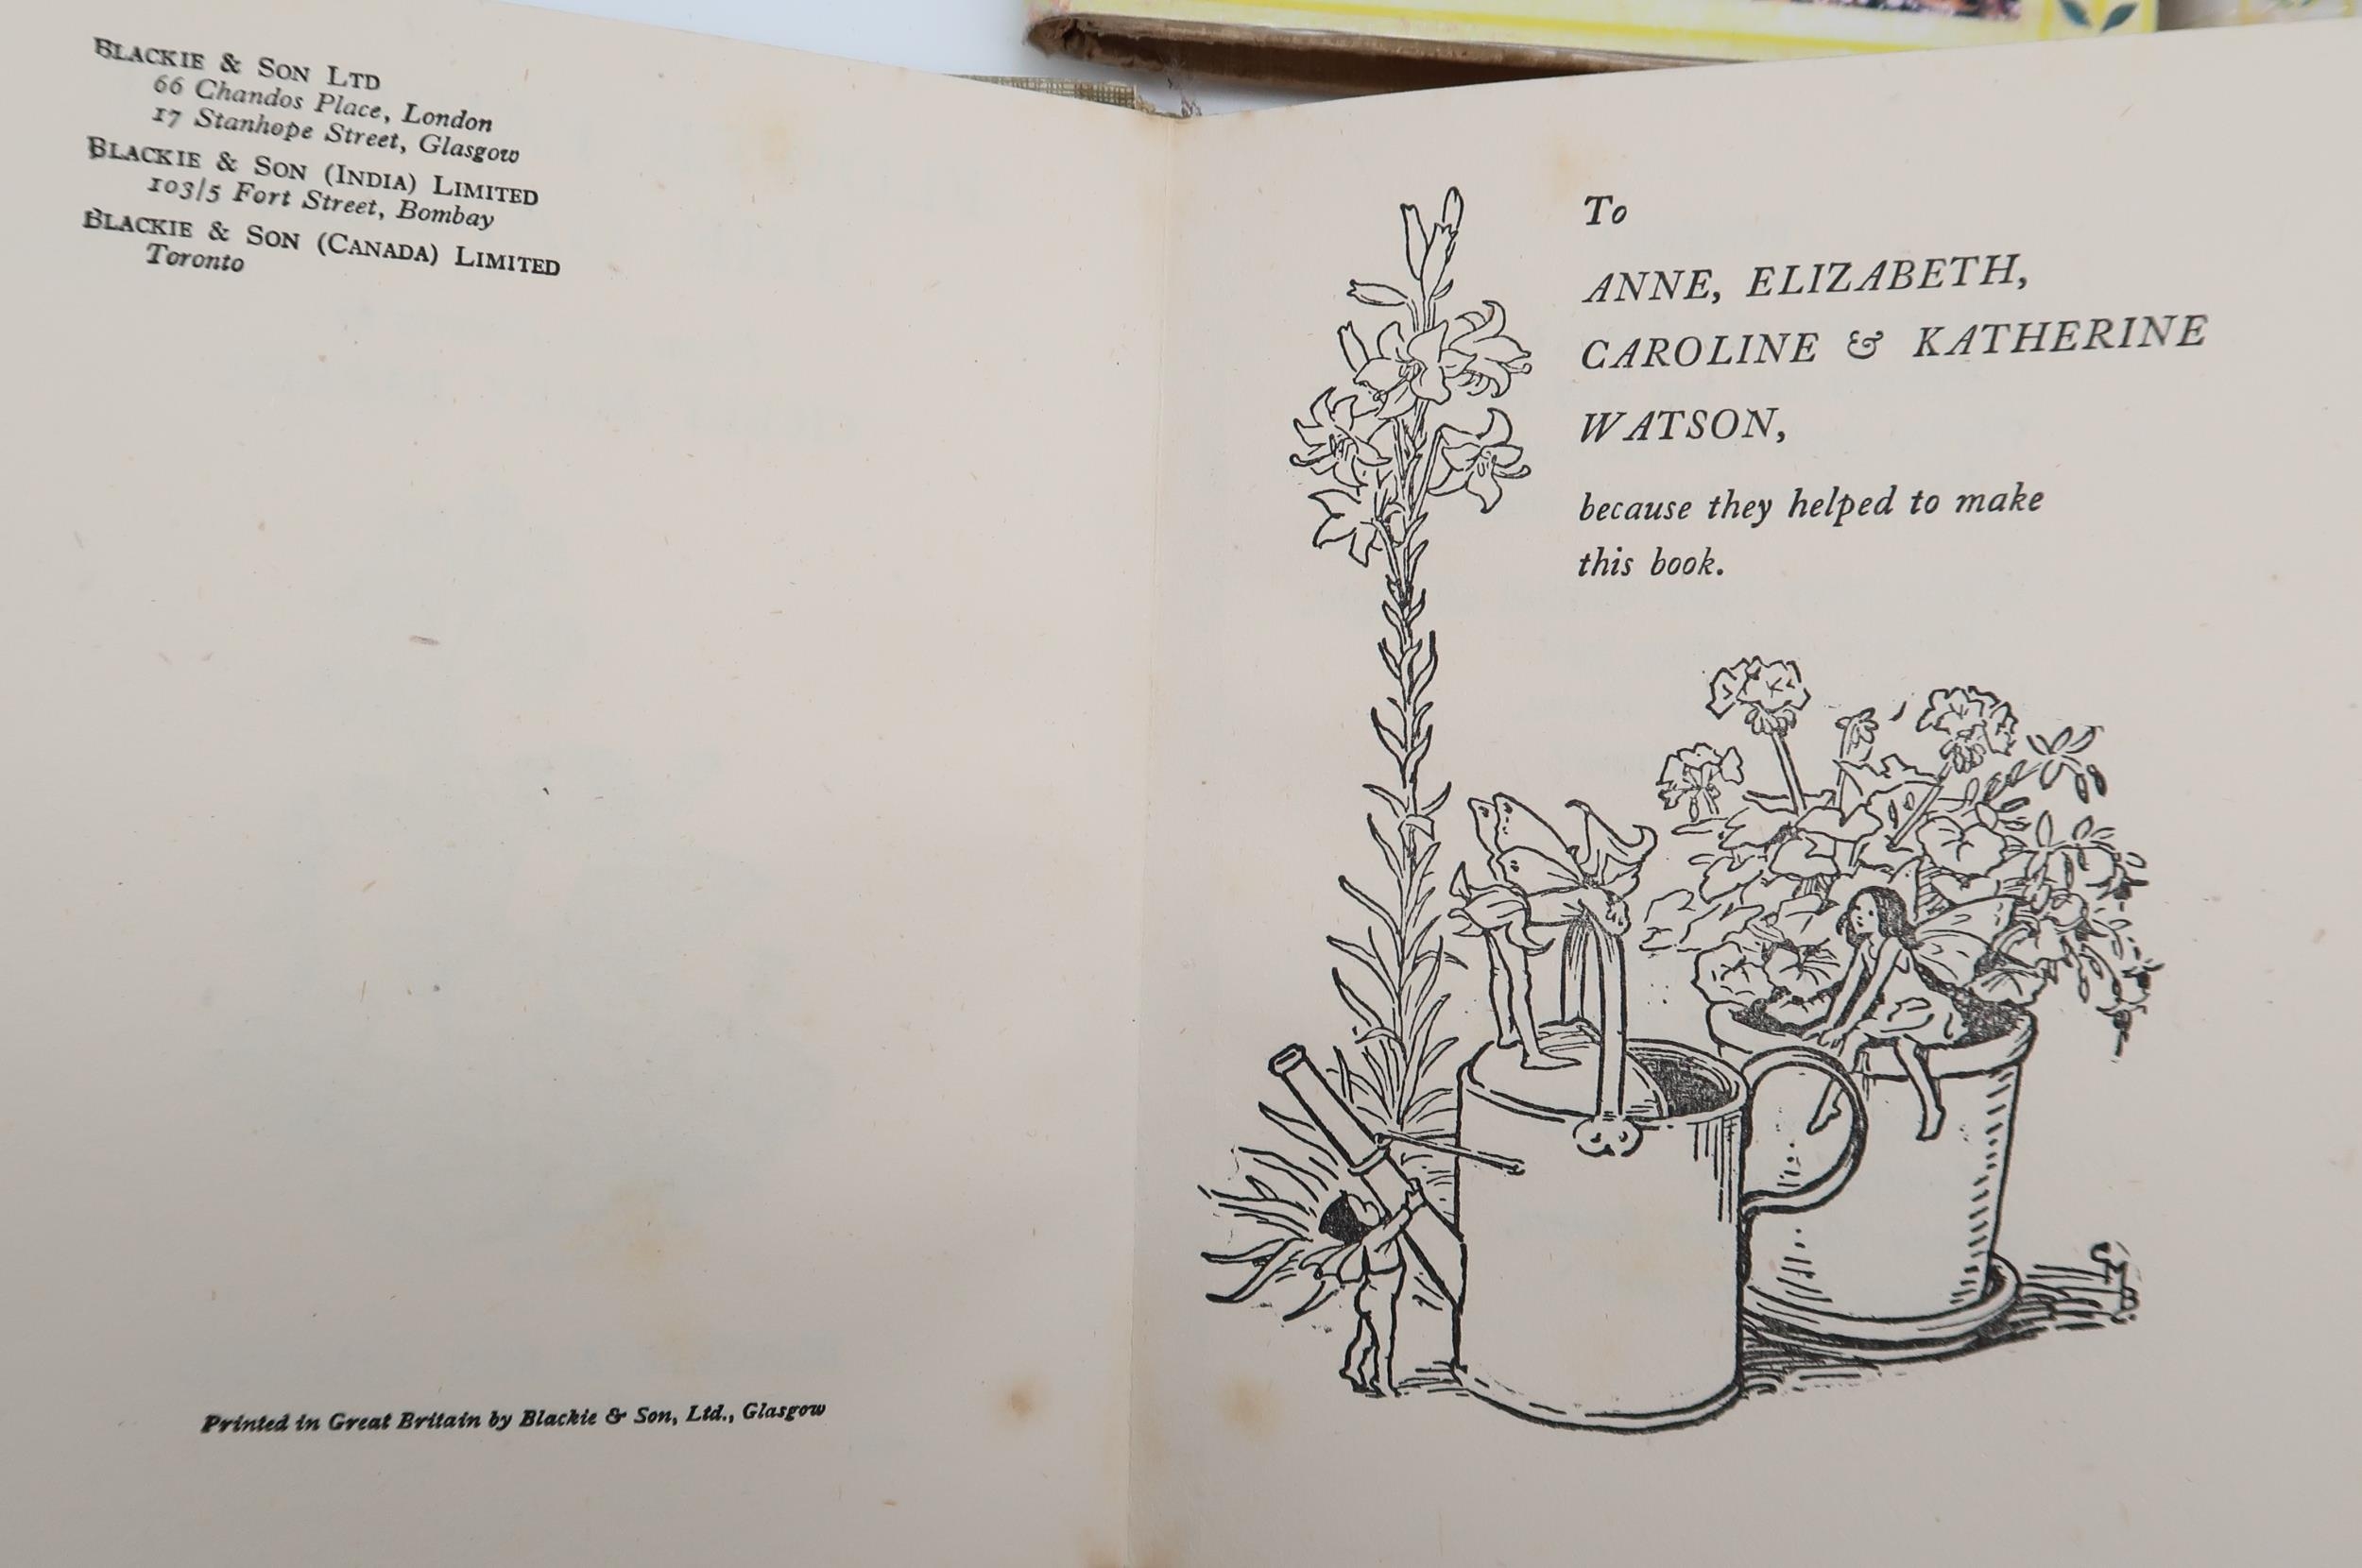 BLACKIE & SON LTD
66 Chandos Place, London
17 Stanhope Street, Glasgow
BLACKIE & SON (INDIA) LIMITED
103/5 Fort Street, Bombay
BLACKIE & SON (CANADA) LIMITED
Toronto
Printed in Great Britain by Blackie & Son, Ltd., Glasgow
To
ANNE, ELIZABETH,
CAROLINE & KATHERINE
WATSON,
because they helped to make
this book.